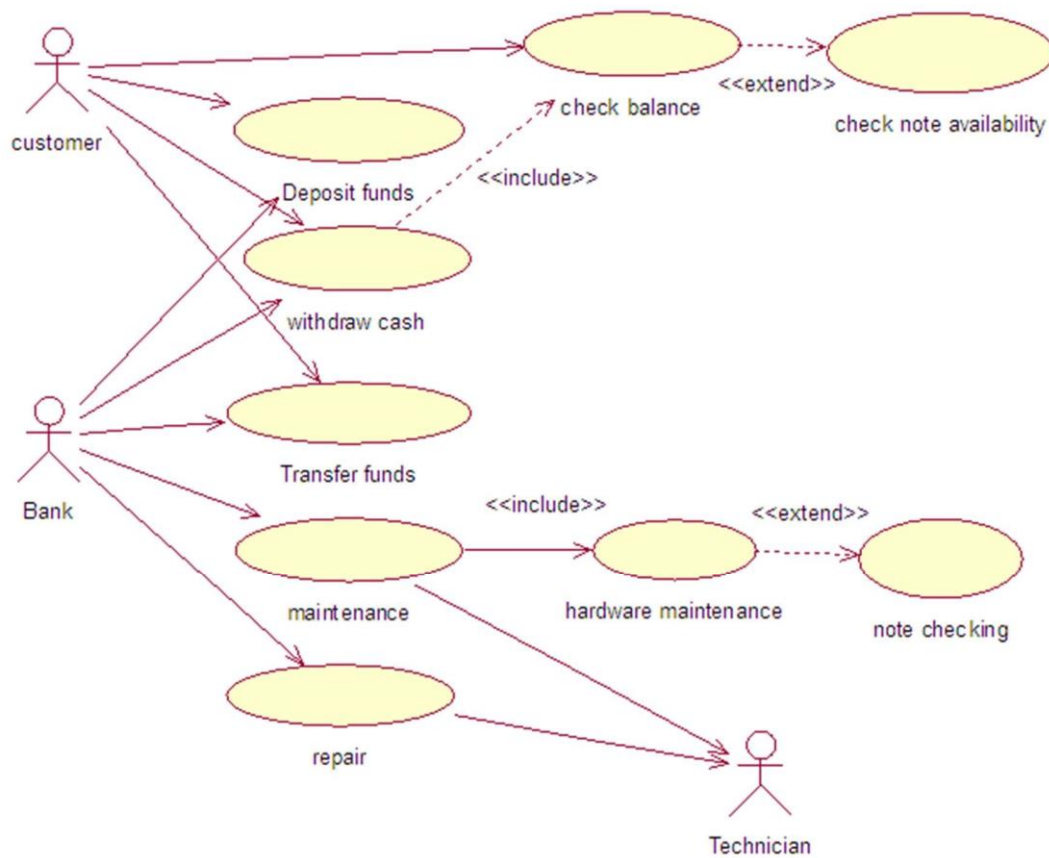 customer
check balance
<<extend>>
check note availability
<<include>>
Deposit funds
withdraw cash
Transfer funds
Bank
<<include>>
<<extend>>
maintenance
hardware maintenance
note checking
repair
Technician